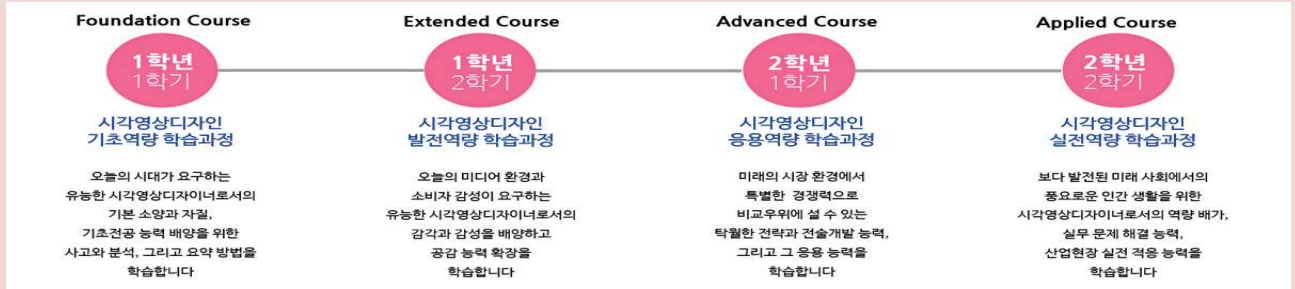 Foundation Course
1학년
1학기
시각영상디자인
기초역량 학습과정
오늘의 시대가 요구하는
유능한 시각영상디자이너로서의
기본 소양과 자질,
기초전공 능력 배양을 위한
사고와 분석, 그리고 요약 방법을
학습합니다
Extended Course
1학년
2학기
시각영상디자인
발전역량 학습과정
오늘의 미디어 환경과
소비자 감성이 요구하는
유능한 시각영상디자이너로서의
감각과 감성을 배양하고
공감 능력 확장을
학습합니다
Advanced Course
2학년
1학기
시각영상디자인
응용역량 학습과정
미래의 시장 환경에서
특별한 경쟁력으로
비교우위에 설 수 있는
탁월한 전략과 전술개발 능력,
그리고 그 응용 능력을
학습합니다
Applied Course
2학년
2학기
시각영상디자인
실전역량 학습과정
보다 발전된 미래 사회에서의
풍요로운 인간 생활을 위한
시각영상디자이너로서의 역량 배가,
실무 문제 해결 능력,
산업현장 실전 적응 능력을
학습합니다